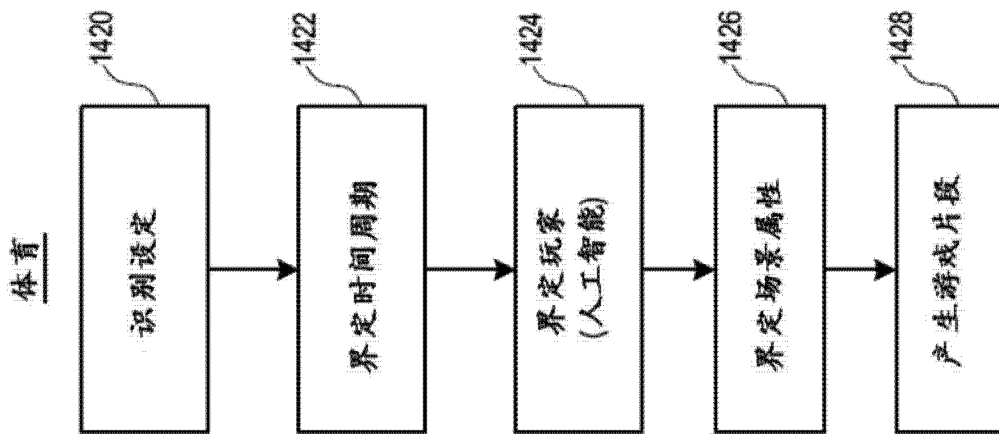 体育
识别设定
1420
界定时间周期
1422
界定玩家
(人工智能)
1424
界定场景属性
1426
产生游戏片段
1428